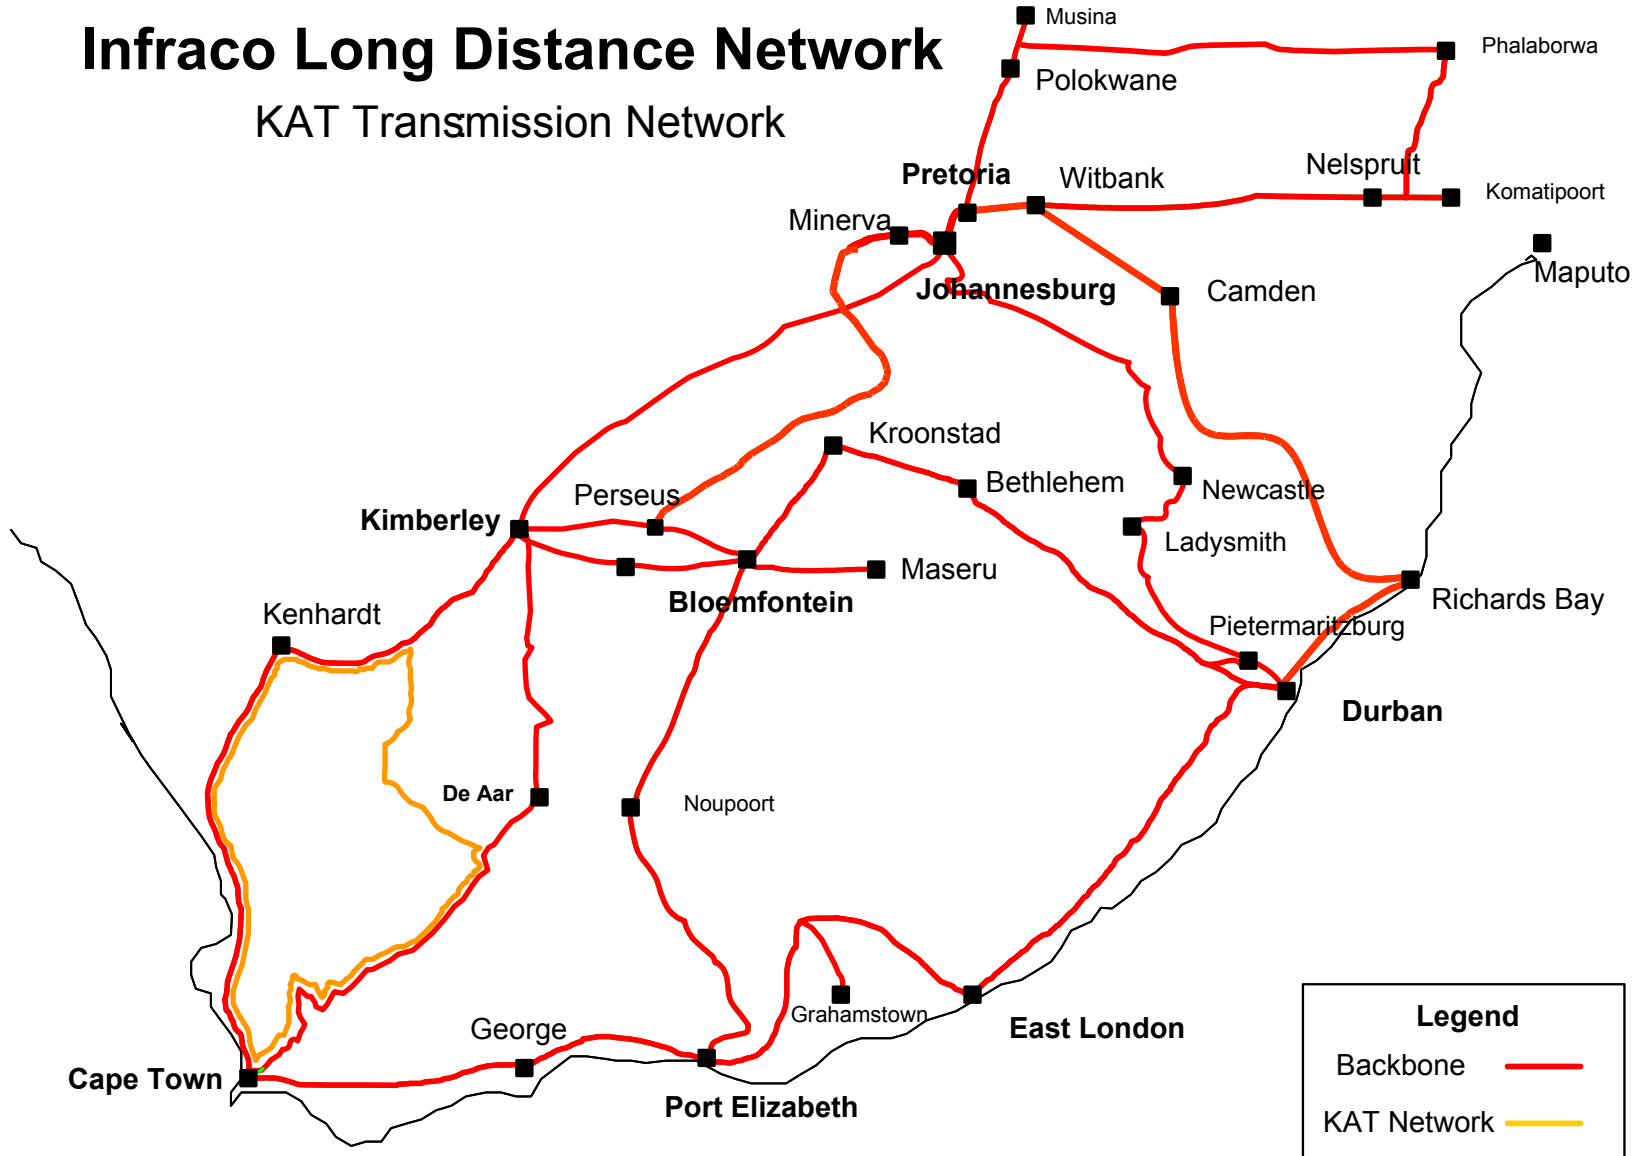 Infraco Long Distance Network
KAT Transmission Network
Musina
Phalaborwa
Polokwane
Pretoria
Witbank
Nelspruit
Komatipoort
Minerva
Maputo
Johannesburg
Camden
Kroonstad
Bethlehem
Newcastle
Perseus
Kimberley
Ladysmith
Maseru
Bloemfontein
Richards Bay
Kenhardt
Pietermaritzburg
Durban
De Aar
Noupoort
Grahamstown
George
East London
Cape Town
Port Elizabeth
Legend
Backbone
KAT Network